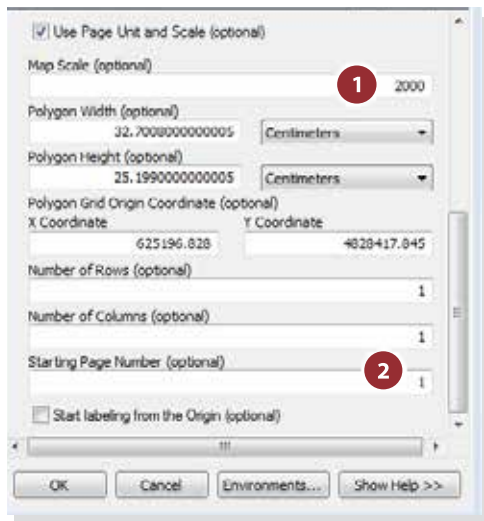 Use Page Unit and Scale (optional)
Map Scale (optional)
1
2000
Polygon Width (optional)
32.7008000000005 Centimeters
Polygon Height (optional)
25.1990000000005 Centimeters
Polygon Grid Origin Coordinate (optional)
X Coordinate Y Coordinate
625196.828 4828417.845
Number of Rows (optional)
1
Number of Columns (optional)
1
Starting Page Number (optional)
2
1
Start labeling from the Origin (optional)
OK Cancel Environments... Show Help >>